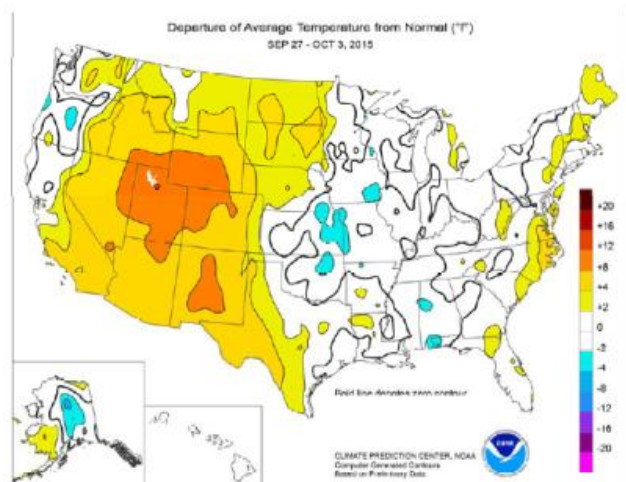 Departure of Average Temperature from Normal (°F)
SEP 27 - OCT 3, 2015
+20
+16
+12
+8
+4
+2
0
-2
-4
-8
-12
-16
-20
Bold line denotes zero contour
CLIMATE PREDICTION CENTER, NOAA
Computer Generated Contours
Based on Preliminary Data